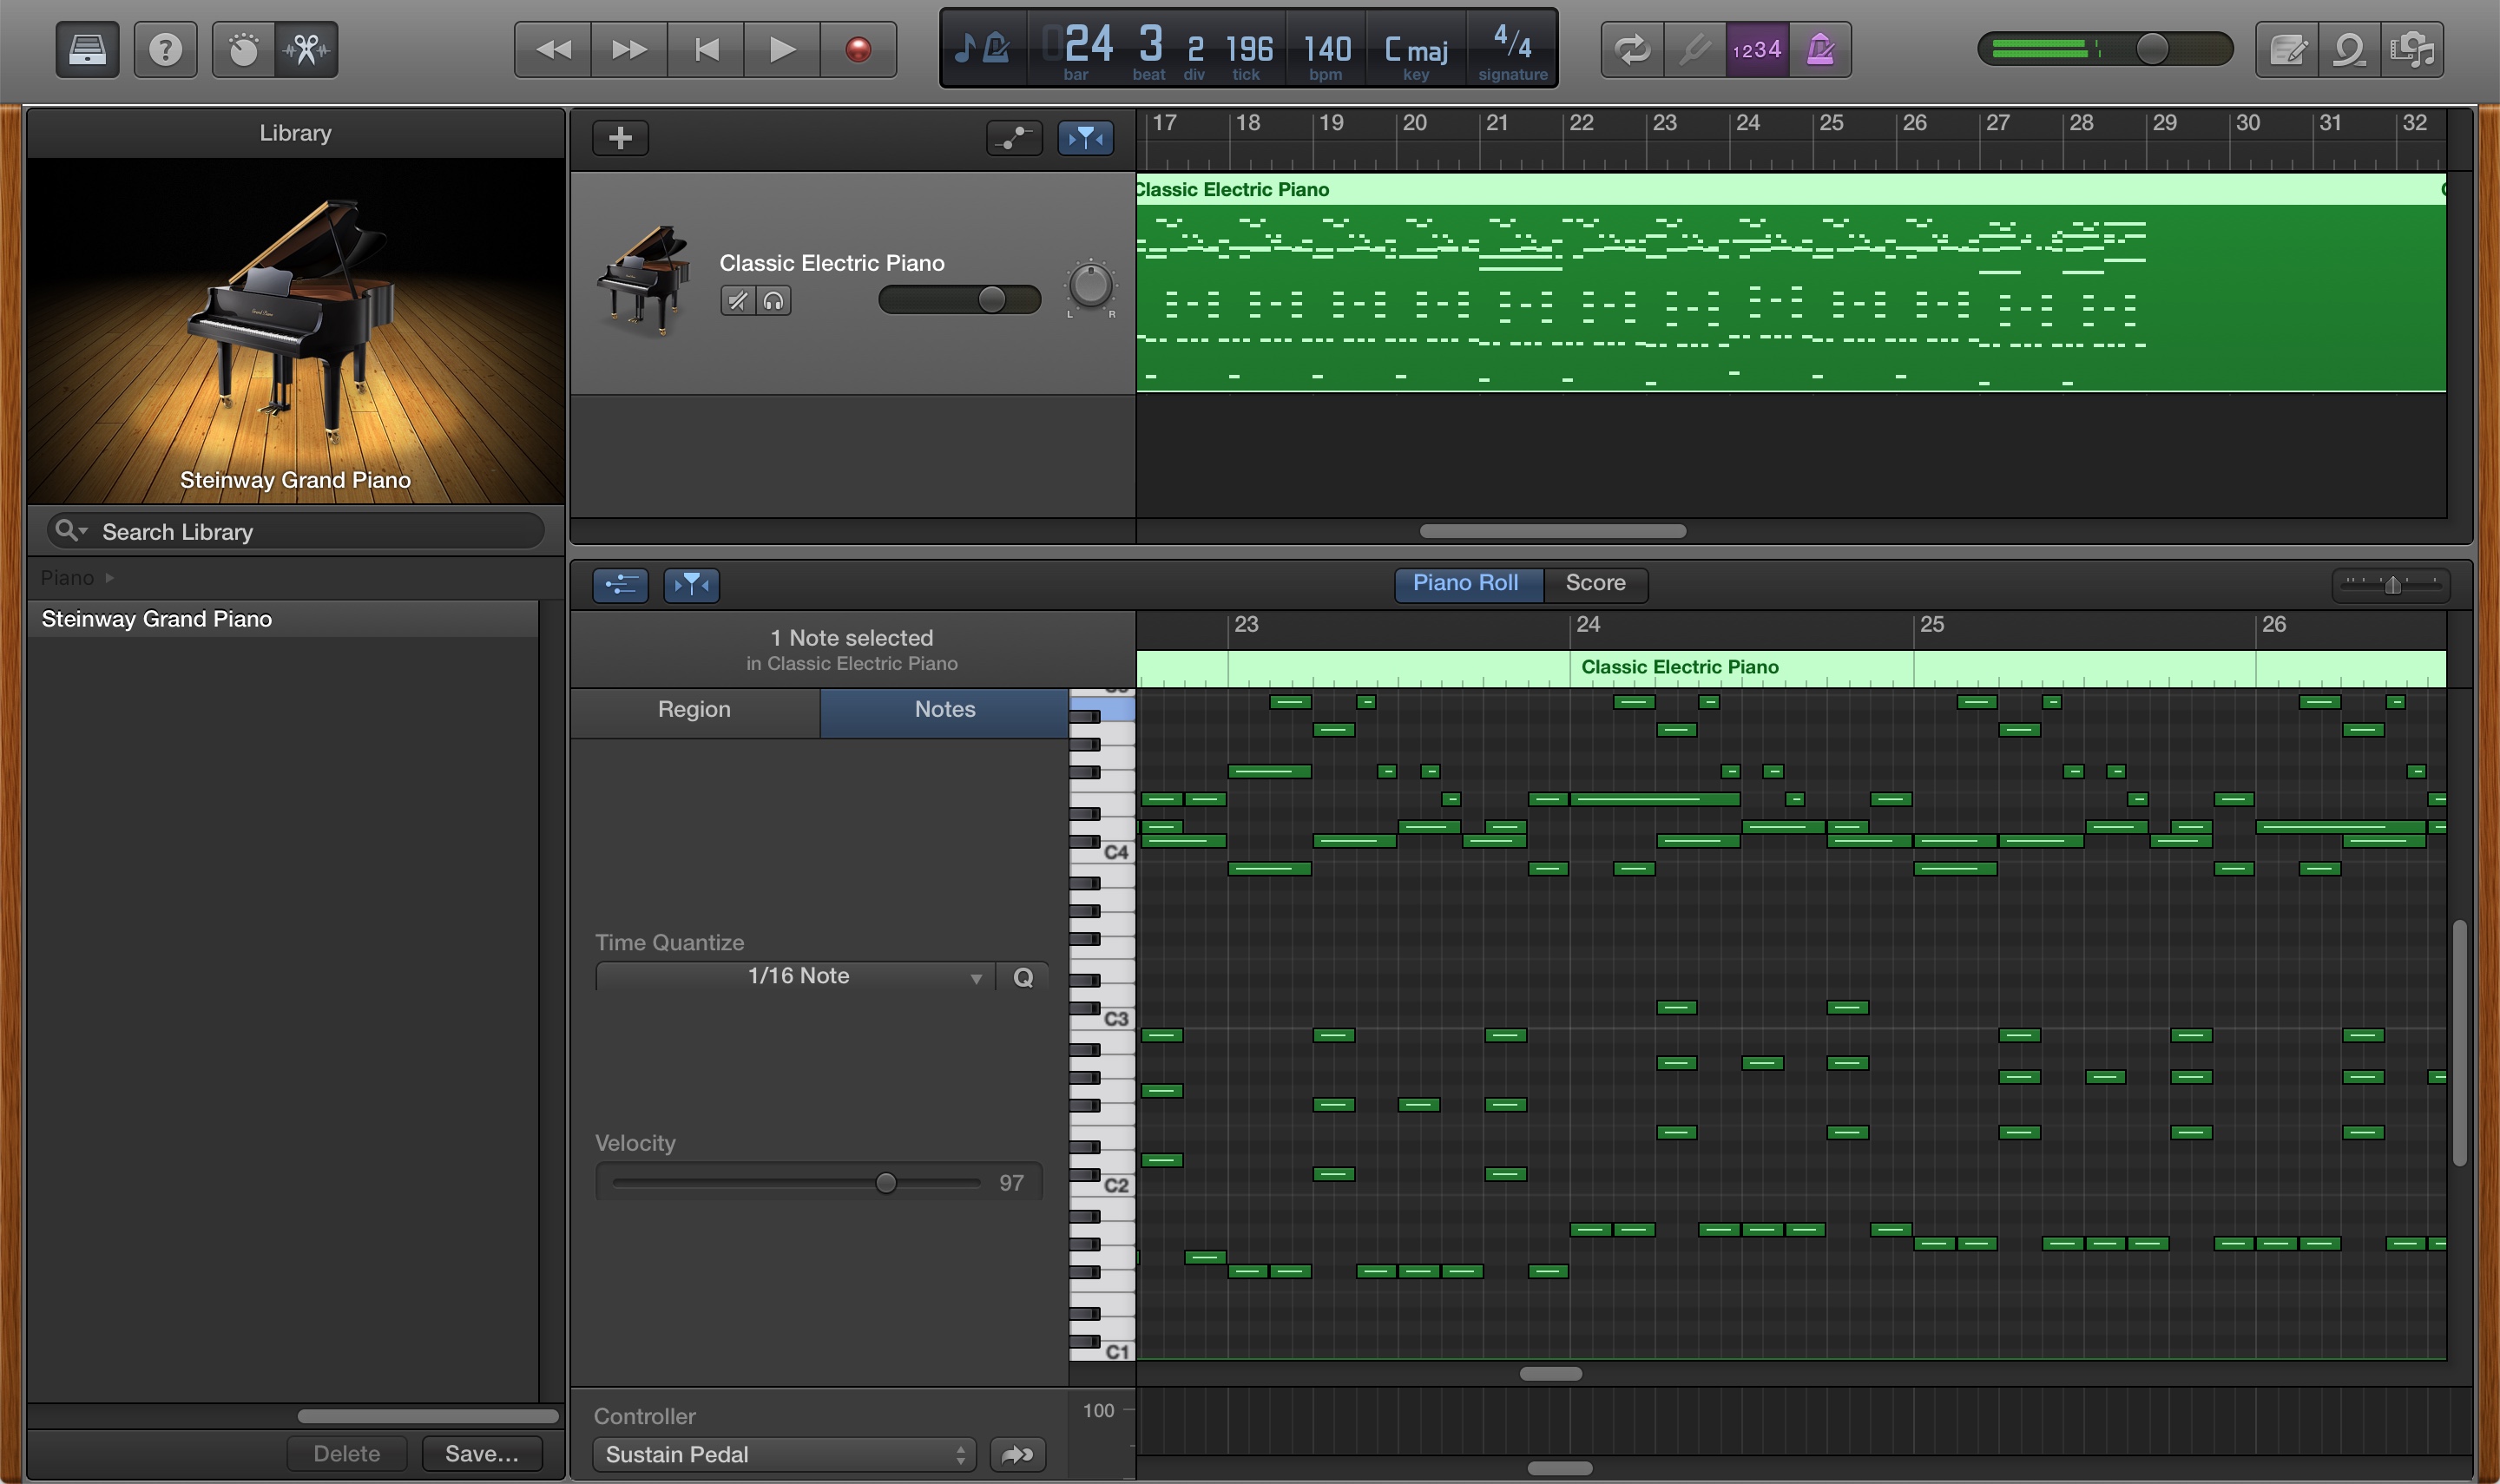 24 3 2 196 140 C maj 4/4
bar beat div tick bpm key signature
1234
Library
Steinway Grand Piano
Search Library
Piano
Steinway Grand Piano
Delete
Save...
17 18 19 20 21 22 23 24 25 26 27 28 29 30 31 32
Classic Electric Piano
Classic Electric Piano
L R
Piano Roll
Score
1 Note selected
in Classic Electric Piano
23 24 25 26
Classic Electric Piano
Region
Notes
C4
Time Quantize
1/16 Note
Q
C3
Velocity
97
C2
C1
Controller
100
Sustain Pedal